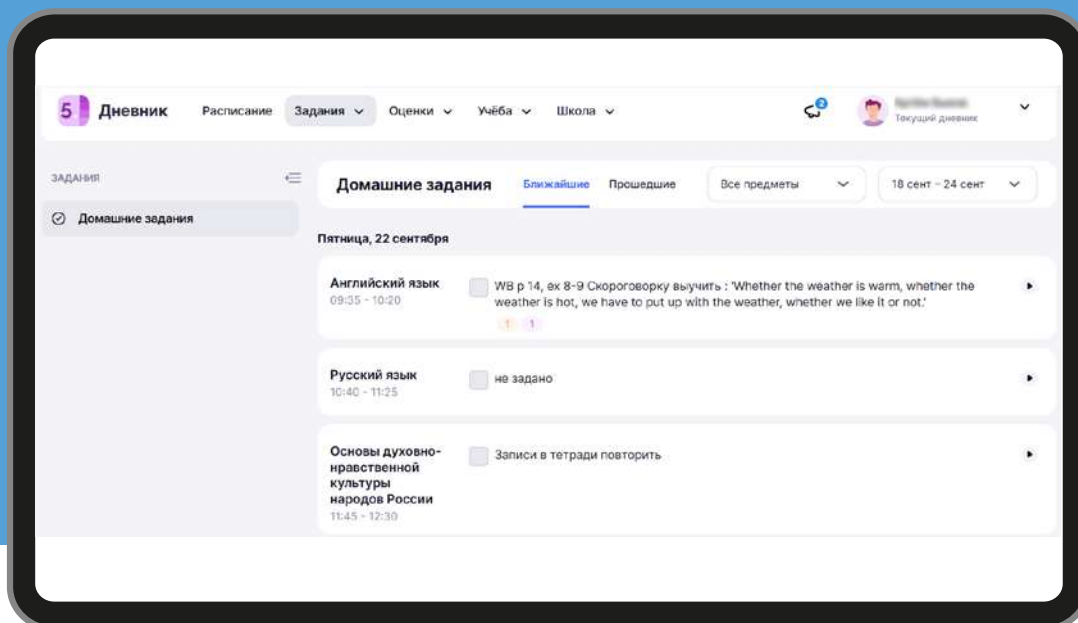 5 Дневник Расписание Задания Оценки Учёба Школа 2
Текущий дневник
ЗАДАНИЯ
Домашние задания
Домашние задания Ближайшие Прошедшие Все предметы 18 сент – 24 сент
Пятница, 22 сентября
Английский язык
09:35 - 10:20
WB p 14, ex 8-9 Скороговорку выучить : 'Whether the weather is warm, whether the
weather is hot, we have to put up with the weather, whether we like it or not.'
1 1
Русский язык
10:40 - 11:25
не задано
Основы духовно-
нравственной
культуры
народов России
11:45 - 12:30
Записи в тетради повторить